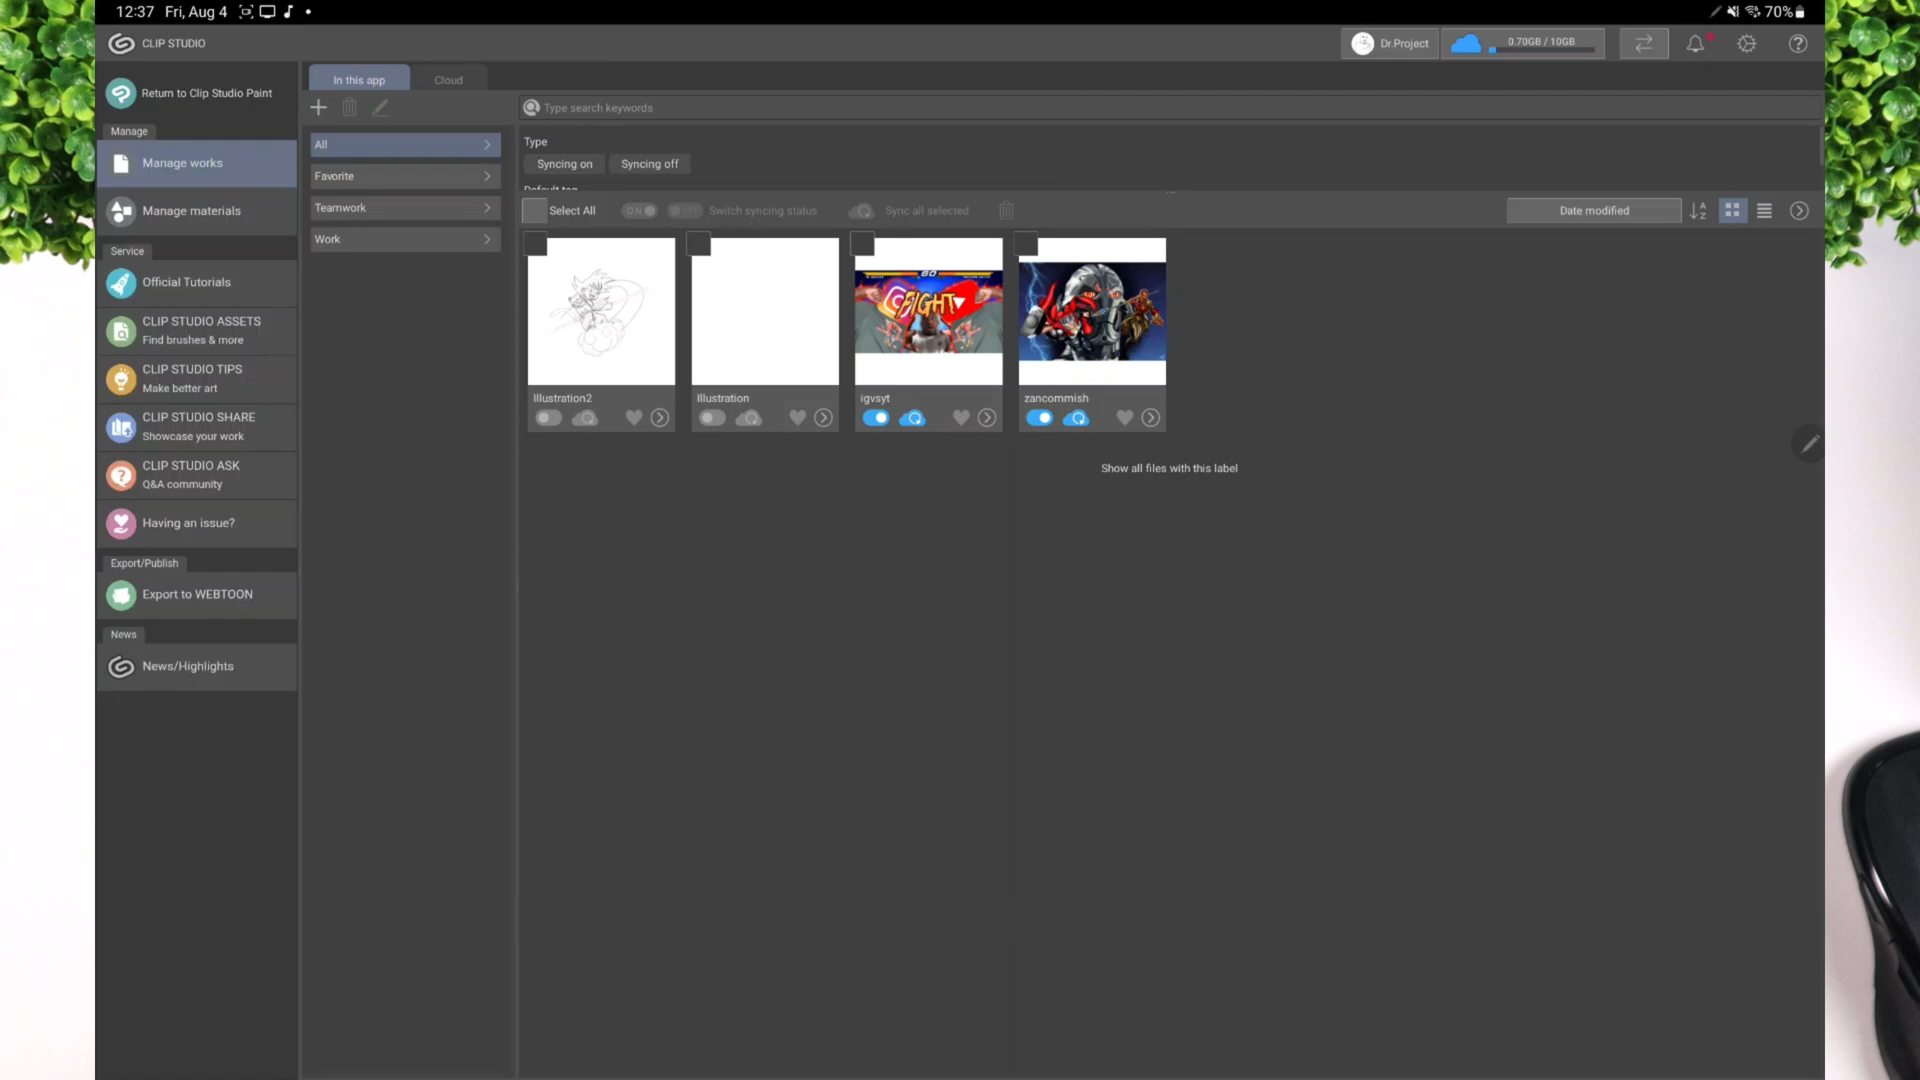 12:37 Fri, Aug 4
70%
CLIP STUDIO
Dr.Project
0.70GB / 10GB
Return to Clip Studio Paint
Manage
Manage works
Manage materials
Service
Official Tutorials
CLIP STUDIO ASSETS
Find brushes & more
CLIP STUDIO TIPS
Make better art
CLIP STUDIO SHARE
Showcase your work
CLIP STUDIO ASK
Q&A community
Having an issue?
Export/Publish
Export to WEBTOON
News
News/Highlights
In this app
Cloud
All
Favorite
Teamwork
Work
Type search keywords
Type
Syncing on
Syncing off
Default tag
Select All
ON
OFF
Switch syncing status
Sync all selected
Date modified
60
FIGHT
Illustration2
Illustration
igvsyt
zancommish
Show all files with this label